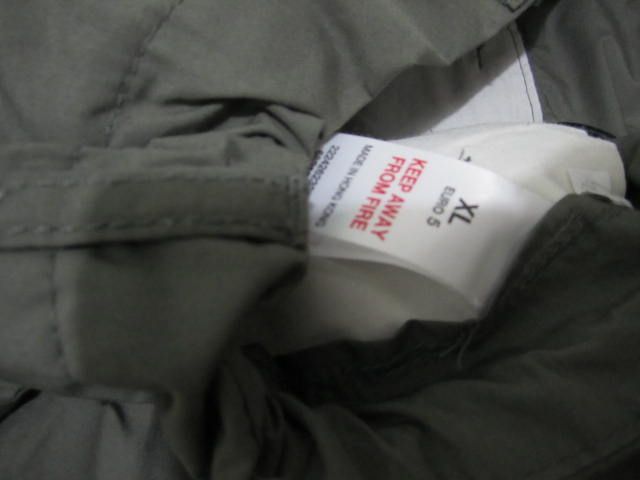 XL
EURO 5
KEEP AWAY
FROM FIRE
MADE IN HONG KONG